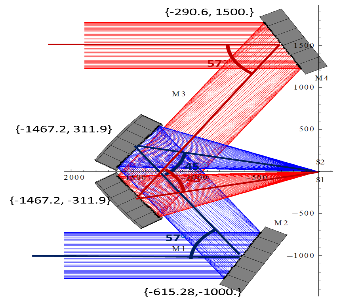 {-290.6, 1500.}
1500
57
M4
M3
1000
{-1467.2, 311.9}
500
S2
2000
S1
{-1467.2, -311.9}
-500
M2
57
M1
-1000
{-615.28,-1000.}